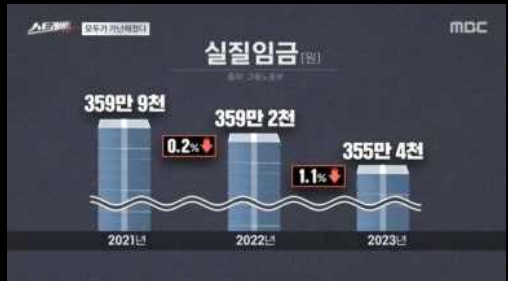 스트레이트 모두가 가난해졌다
MBC
실질임금 [원]
출처: 고용노동부
359만 9천
359만 2천
355만 4천
0.2%
1.1%
2021년
2022년
2023년